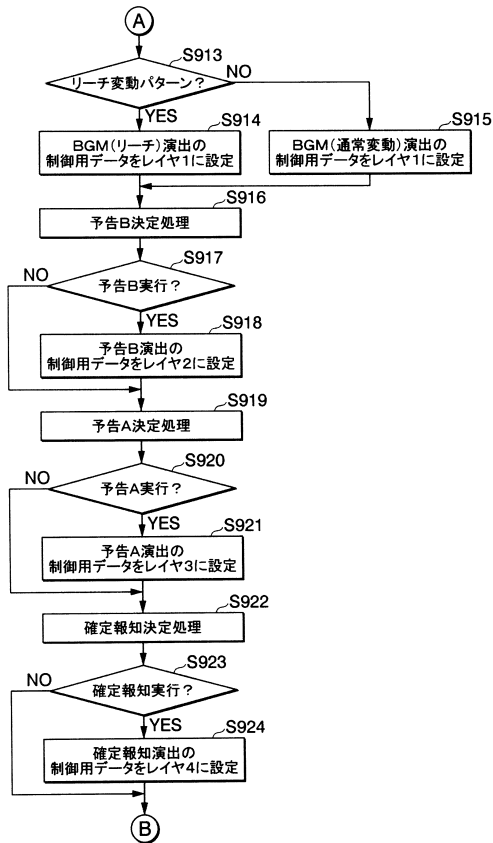 A
S913
リーチ変動パターン?
NO
YES
S914
BGM(リーチ)演出の
制御用データをレイヤ1に設定
S915
BGM(通常変動)演出の
制御用データをレイヤ1に設定
S916
予告B決定処理
S917
NO
予告B実行?
YES
S918
予告B演出の
制御用データをレイヤ2に設定
S919
予告A決定処理
S920
NO
予告A実行?
YES
S921
予告A演出の
制御用データをレイヤ3に設定
S922
確定報知決定処理
S923
NO
確定報知実行?
YES
S924
確定報知演出の
制御用データをレイヤ4に設定
B